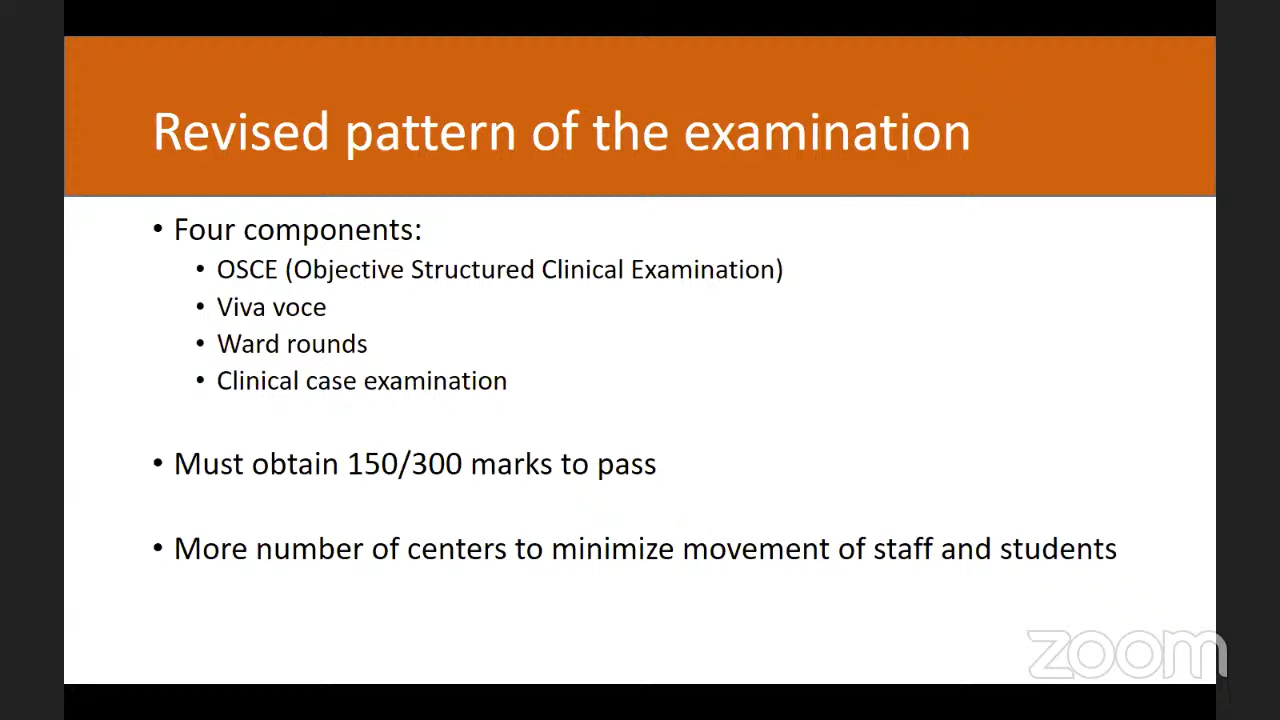 Revised pattern of the examination
• Four components:
• OSCE (Objective Structured Clinical Examination)
• Viva voce
• Ward rounds
• Clinical case examination
• Must obtain 150/300 marks to pass
• More number of centers to minimize movement of staff and students
zoom